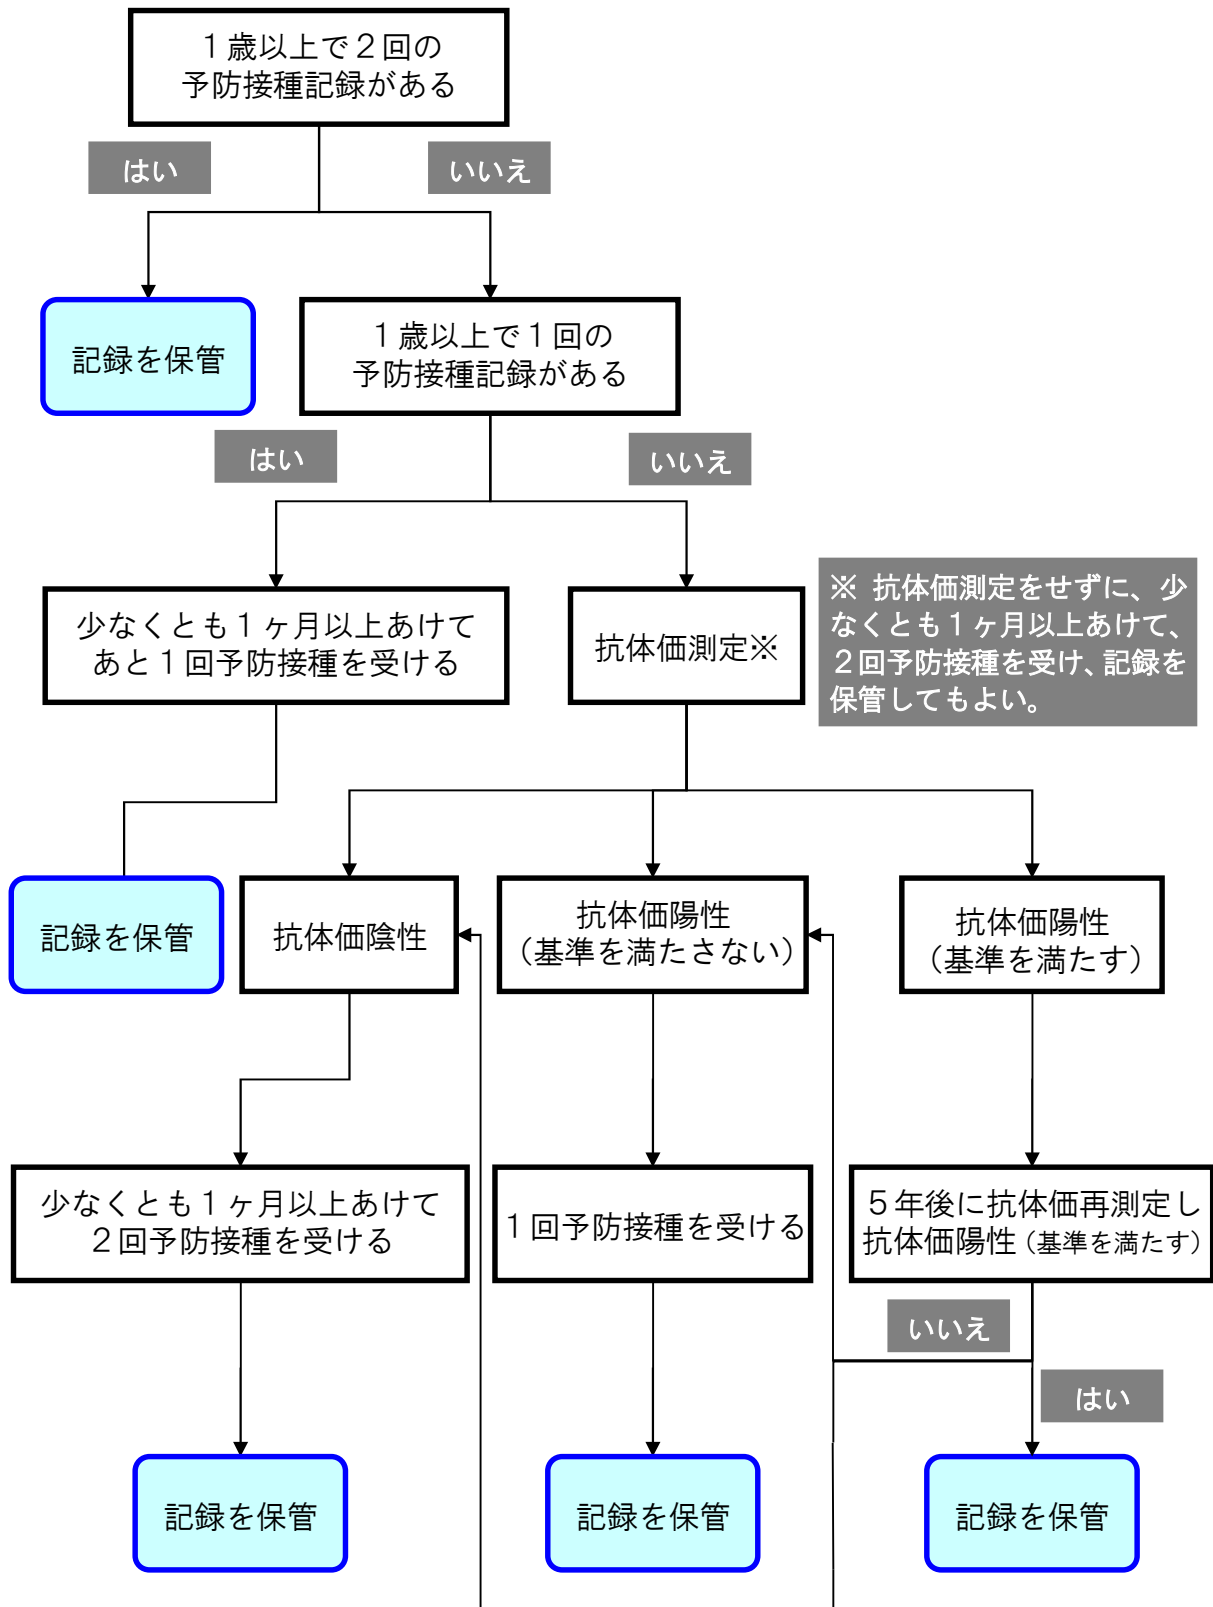 １歳以上で２回の
予防接種記録がある
はい
いいえ
記録を保管
１歳以上で１回の
予防接種記録がある
はい
いいえ
少なくとも１ヶ月以上あけて
あと１回予防接種を受ける
抗体価測定※
※ 抗体価測定をせずに、少
なくとも１ヶ月以上あけて、
２回予防接種を受け、記録を
保管してもよい。
記録を保管
抗体価陰性
抗体価陽性
（基準を満たさない）
抗体価陽性
（基準を満たす）
少なくとも１ヶ月以上あけて
２回予防接種を受ける
１回予防接種を受ける
５年後に抗体価再測定し
抗体価陽性（基準を満たす）
いいえ
はい
記録を保管
記録を保管
記録を保管